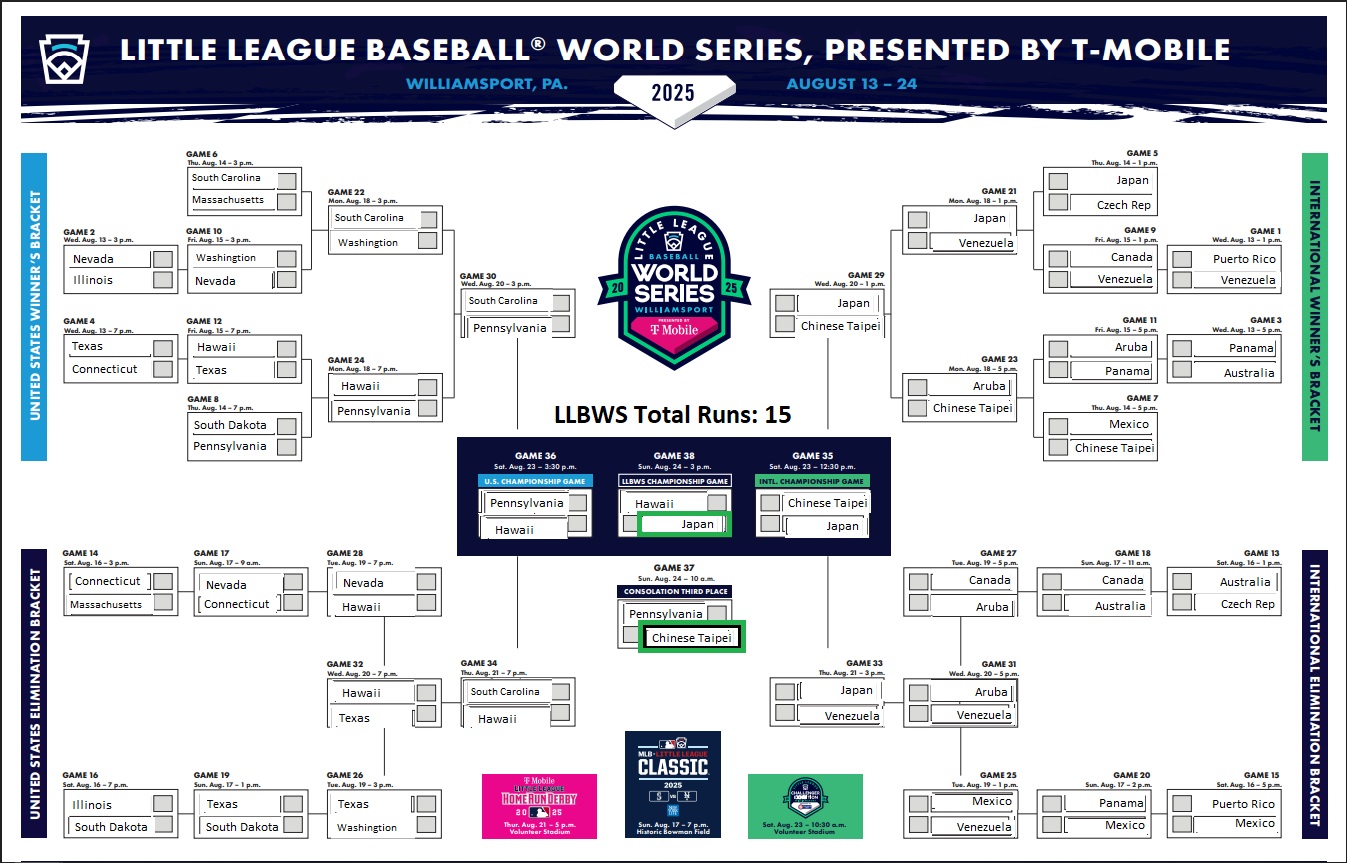 LITTLE LEAGUE BASEBALL® WORLD SERIES, PRESENTED BY T-MOBILE
WILLIAMSPORT, PA.
2025
AUGUST 13 – 24
UNITED STATES WINNER'S BRACKET
GAME 6
Thu. Aug. 14 – 3 p.m.
South Carolina
Massachusetts
GAME 2
Wed. Aug. 13 – 3 p.m.
Nevada
Illinois
GAME 10
Fri. Aug. 15 – 3 p.m.
Washington
Nevada
GAME 22
Mon. Aug. 18 – 3 p.m.
South Carolina
Washington
GAME 4
Wed. Aug. 13 – 7 p.m.
Texas
Connecticut
GAME 12
Fri. Aug. 15 – 7 p.m.
Hawaii
Texas
GAME 8
Thu. Aug. 14 – 7 p.m.
South Dakota
Pennsylvania
GAME 24
Mon. Aug. 18 – 7 p.m.
Hawaii
Pennsylvania
GAME 30
Wed. Aug. 20 – 3 p.m.
South Carolina
Pennsylvania
LITTLE LEAGUE
BASEBALL
WORLD
SERIES
20 25
WILLIAMSPORT
PRESENTED BY
T Mobile
GAME 29
Wed. Aug. 20 – 1 p.m.
Japan
Chinese Taipei
GAME 21
Mon. Aug. 18 – 1 p.m.
Japan
Venezuela
GAME 5
Thu. Aug. 14 – 1 p.m.
Japan
Czech Rep
GAME 9
Fri. Aug. 15 – 1 p.m.
Canada
Venezuela
GAME 1
Wed. Aug. 13 – 1 p.m.
Puerto Rico
Venezuela
GAME 11
Fri. Aug. 15 – 5 p.m.
Aruba
Panama
GAME 3
Wed. Aug. 13 – 5 p.m.
Panama
Australia
GAME 23
Mon. Aug. 18 – 5 p.m.
Aruba
Chinese Taipei
GAME 7
Thu. Aug. 14 – 5 p.m.
Mexico
Chinese Taipei
INTERNATIONAL WINNER'S BRACKET
LLBWS Total Runs: 15
GAME 36
Sat. Aug. 23 – 3:30 p.m.
U.S. CHAMPIONSHIP GAME
Pennsylvania
Hawaii
GAME 38
Sun. Aug. 24 – 3 p.m.
LLBWS CHAMPIONSHIP GAME
Hawaii
Japan
GAME 35
Sat. Aug. 23 – 12:30 p.m.
INTL. CHAMPIONSHIP GAME
Chinese Taipei
Japan
GAME 37
Sun. Aug. 24 – 10 a.m.
CONSOLATION THIRD PLACE
Pennsylvania
Chinese Taipei
UNITED STATES ELIMINATION BRACKET
GAME 14
Sat. Aug. 16 – 3 p.m.
Connecticut
Massachusetts
GAME 17
Sun. Aug. 17 – 9 a.m.
Nevada
Connecticut
GAME 28
Tue. Aug. 19 – 7 p.m.
Nevada
Hawaii
GAME 32
Wed. Aug. 20 – 7 p.m.
Hawaii
Texas
GAME 34
Thu. Aug. 21 – 7 p.m.
South Carolina
Hawaii
GAME 16
Sat. Aug. 16 – 7 p.m.
Illinois
South Dakota
GAME 19
Sun. Aug. 17 – 1 p.m.
Texas
South Dakota
GAME 26
Tue. Aug. 19 – 3 p.m.
Texas
Washington
T Mobile
LITTLE LEAGUE
HOME RUN DERBY
20 25
Thur. Aug. 21 – 5 p.m.
Volunteer Stadium
MLB LITTLE LEAGUE
CLASSIC
2025
Sun. Aug. 17 – 7 p.m.
Historic Bowman Field
CHALLENGER
Sat. Aug. 23 – 10:30 a.m.
Volunteer Stadium
GAME 27
Tue. Aug. 19 – 5 p.m.
Canada
Aruba
GAME 18
Sun. Aug. 17 – 11 a.m.
Canada
Australia
GAME 13
Sat. Aug. 16 – 1 p.m.
Australia
Czech Rep
GAME 33
Thu. Aug. 21 – 3 p.m.
Japan
Venezuela
GAME 31
Wed. Aug. 20 – 5 p.m.
Aruba
Venezuela
GAME 25
Tue. Aug. 19 – 1 p.m.
Mexico
Venezuela
GAME 20
Sun. Aug. 17 – 2 p.m.
Panama
Mexico
GAME 15
Sat. Aug. 16 – 5 p.m.
Puerto Rico
Mexico
INTERNATIONAL ELIMINATION BRACKET